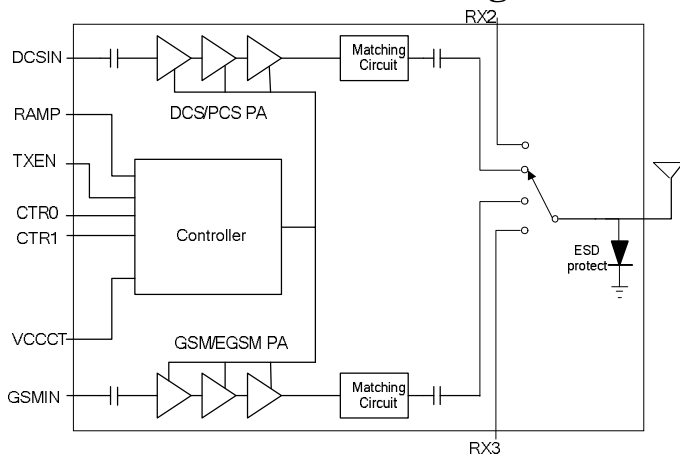 RX2
DCSIN
Matching
Circuit
DCS/PCS PA
RAMP
TXEN
CTR0
CTR1
Controller
ESD
protect
VCCCT
GSM/EGSM PA
GSMIN
Matching
Circuit
RX3